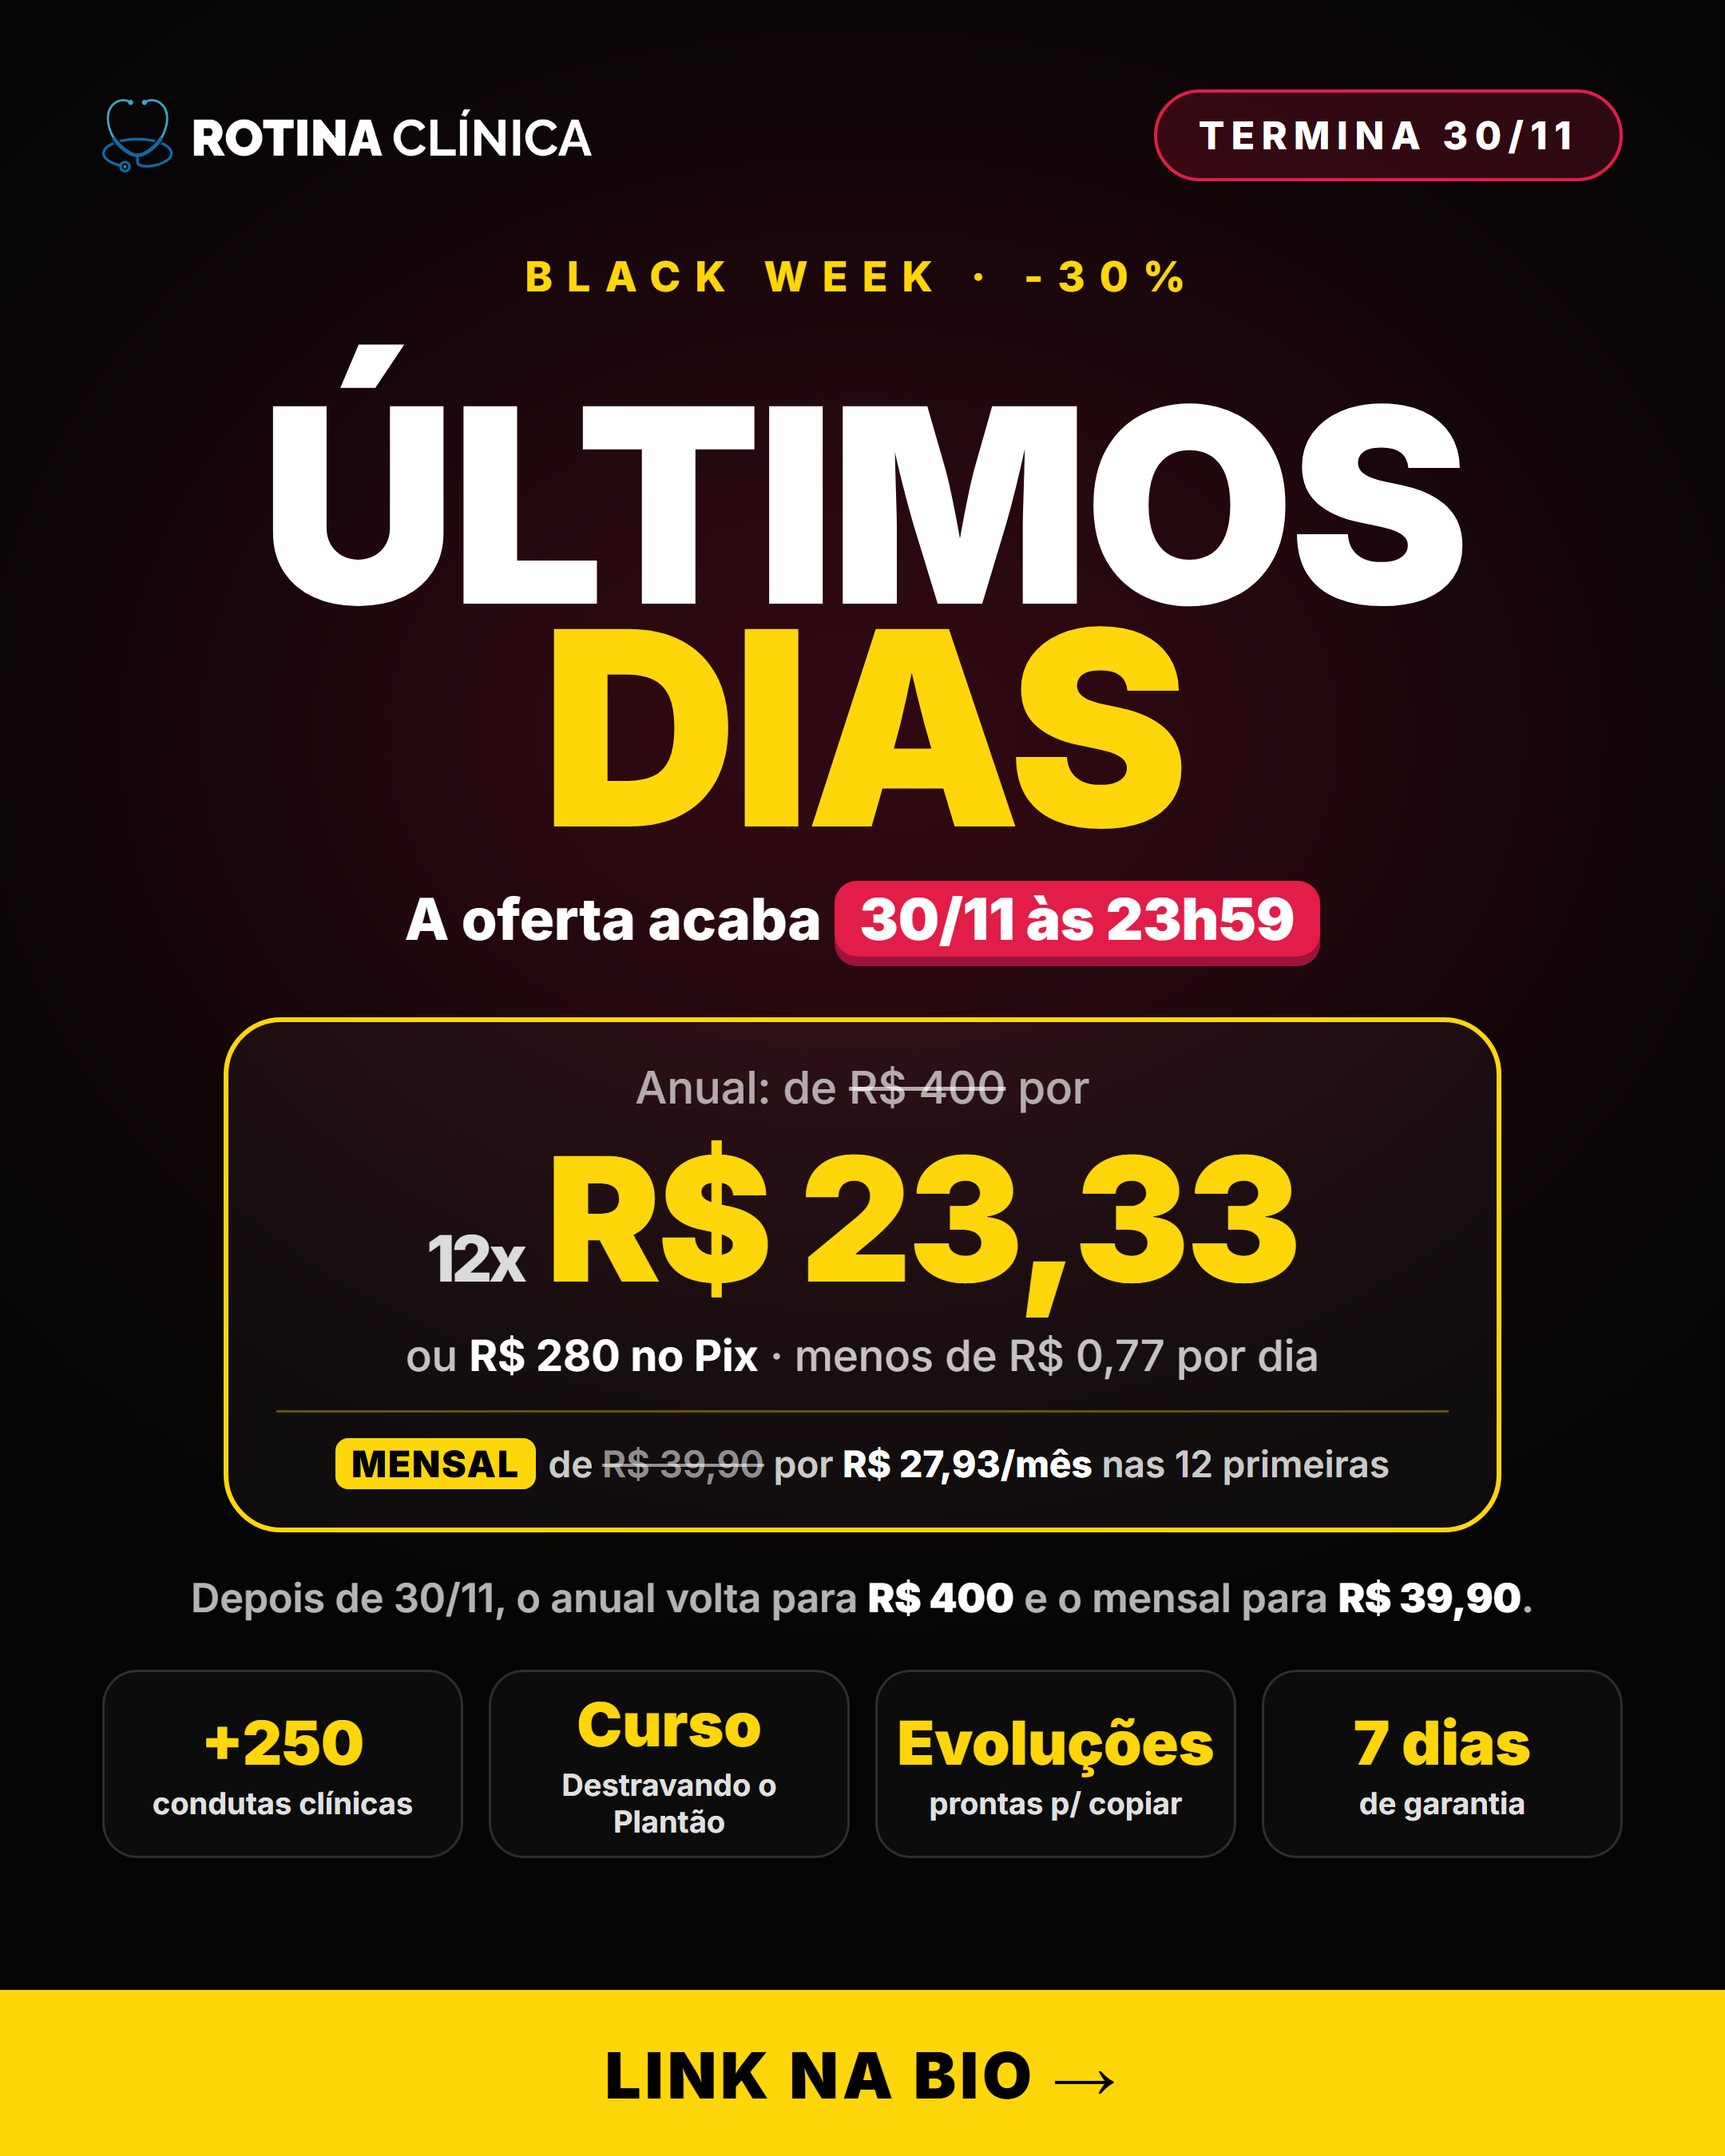 ROTINA CLÍNICA
TERMINA 30/11
BLACK WEEK · -30%
ÚLTIMOS
DIAS
A oferta acaba 30/11 às 23h59
Anual: de R$ 400 por
12x R$ 23,33
ou R$ 280 no Pix · menos de R$ 0,77 por dia
MENSAL de R$ 39,90 por R$ 27,93/mês nas 12 primeiras
Depois de 30/11, o anual volta para R$ 400 e o mensal para R$ 39,90.
+250
condutas clínicas
Curso
Destravando o
Plantão
Evoluções
prontas p/ copiar
7 dias
de garantia
LINK NA BIO →